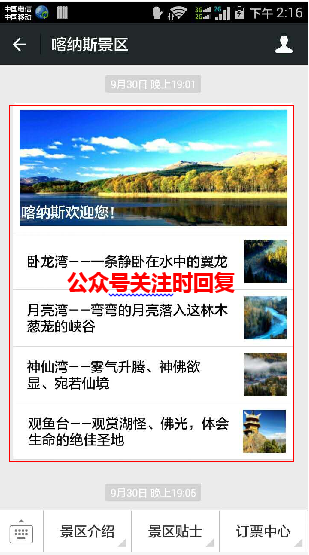 中国电信
中国移动
3G
2G
2G
下午 2:16
喀纳斯景区
9月30日 晚上19:01
喀纳斯欢迎您!
卧龙湾——一条静卧在水中的翼龙
公众号关注时回复
月亮湾——弯弯的月亮落入这林木
葱茏的峡谷
神仙湾——雾气升腾、神佛欲
显、宛若仙境
观鱼台——观赏湖怪、佛光，体会
生命的绝佳圣地
9月30日 晚上19:05
景区介绍
景区贴士
订票中心